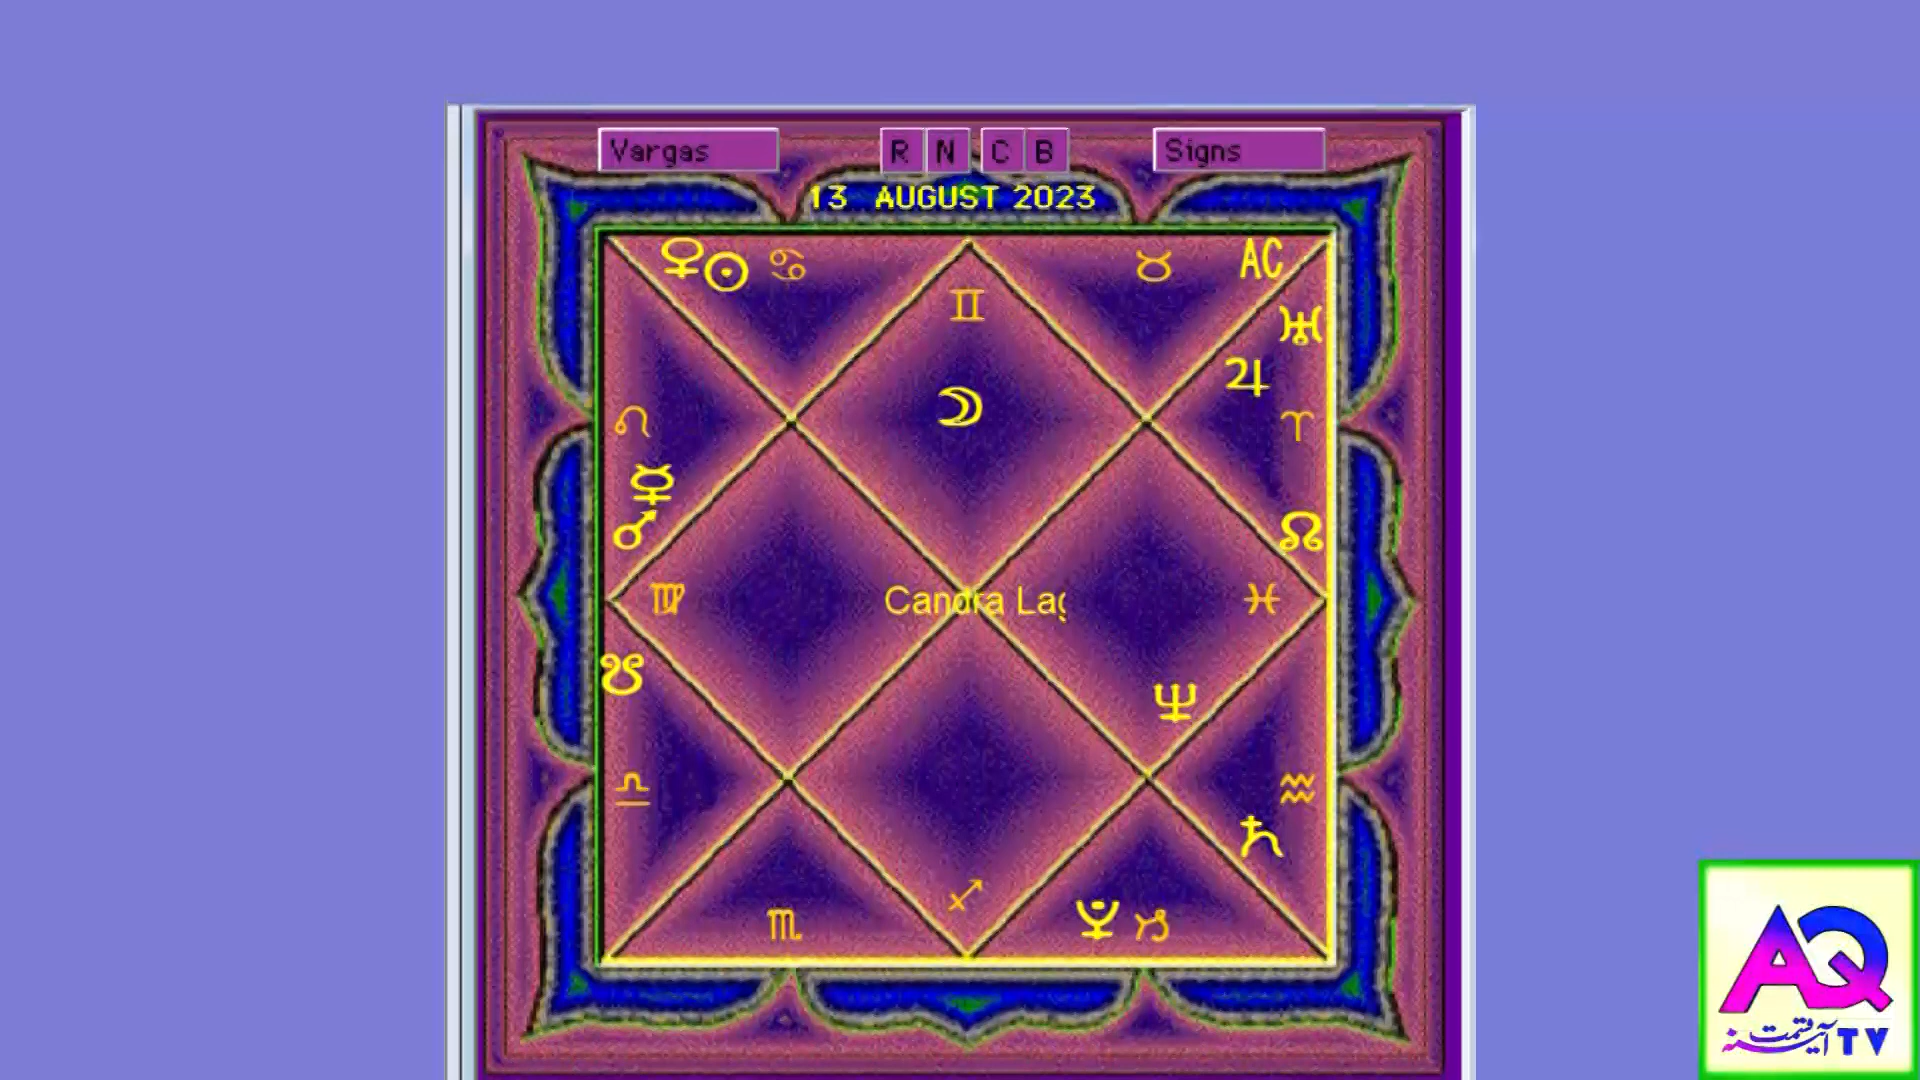 Vargas
R N C B
Signs
13 AUGUST 2023
♀ ☉ ♋
♉ AC
♊
♅
♃
☽
♌
♈
☿
♂
☊
♍
Candra Lag
♓
☋
♆
♎
♒
♄
♐
♏
♇ ♑
AQ
آئینہ قسمت TV